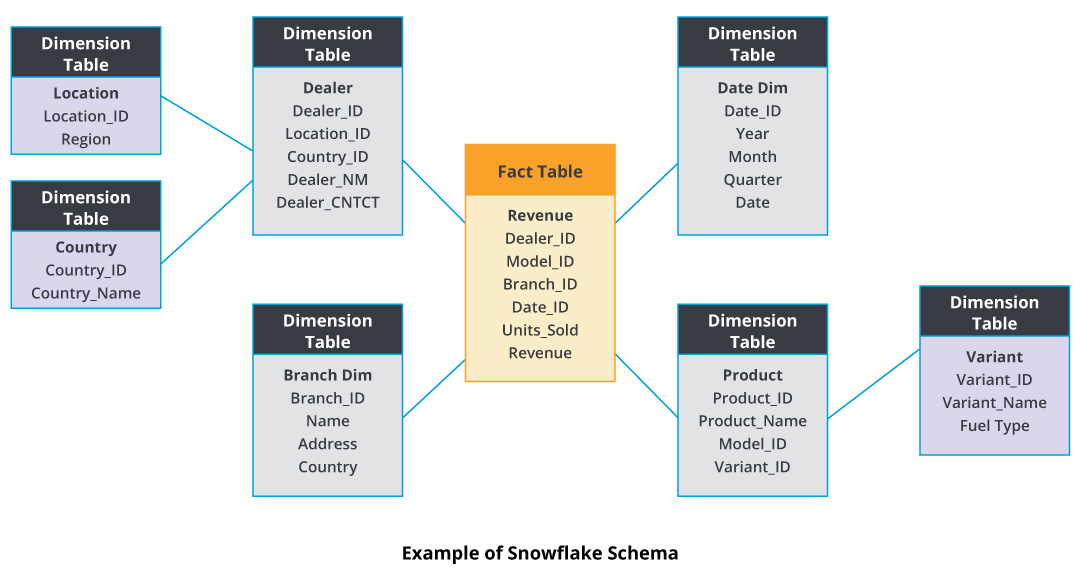 Dimension
Table
Location
Location_ID
Region
Dimension
Table
Country
Country_ID
Country_Name
Dimension
Table
Dealer
Dealer_ID
Location_ID
Country_ID
Dealer_NM
Dealer_CNTCT
Dimension
Table
Branch Dim
Branch_ID
Name
Address
Country
Fact Table
Revenue
Dealer_ID
Model_ID
Branch_ID
Date_ID
Units_Sold
Revenue
Dimension
Table
Date Dim
Date_ID
Year
Month
Quarter
Date
Dimension
Table
Product
Product_ID
Product_Name
Model_ID
Variant_ID
Dimension
Table
Variant
Variant_ID
Variant_Name
Fuel Type
Example of Snowflake Schema